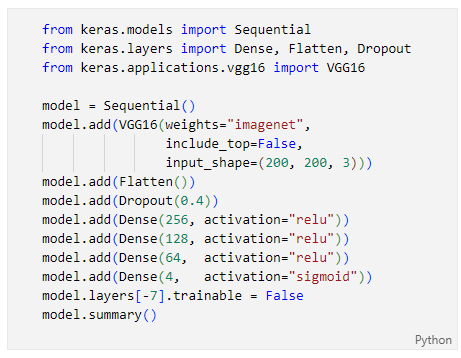 from keras.models import Sequential
from keras.layers import Dense, Flatten, Dropout
from keras.applications.vgg16 import VGG16
model = Sequential()
model.add(VGG16(weights="imagenet",
                include_top=False,
                input_shape=(200, 200, 3)))
model.add(Flatten())
model.add(Dropout(0.4))
model.add(Dense(256, activation="relu"))
model.add(Dense(128, activation="relu"))
model.add(Dense(64,  activation="relu"))
model.add(Dense(4,   activation="sigmoid"))
model.layers[-7].trainable = False
model.summary()
Python